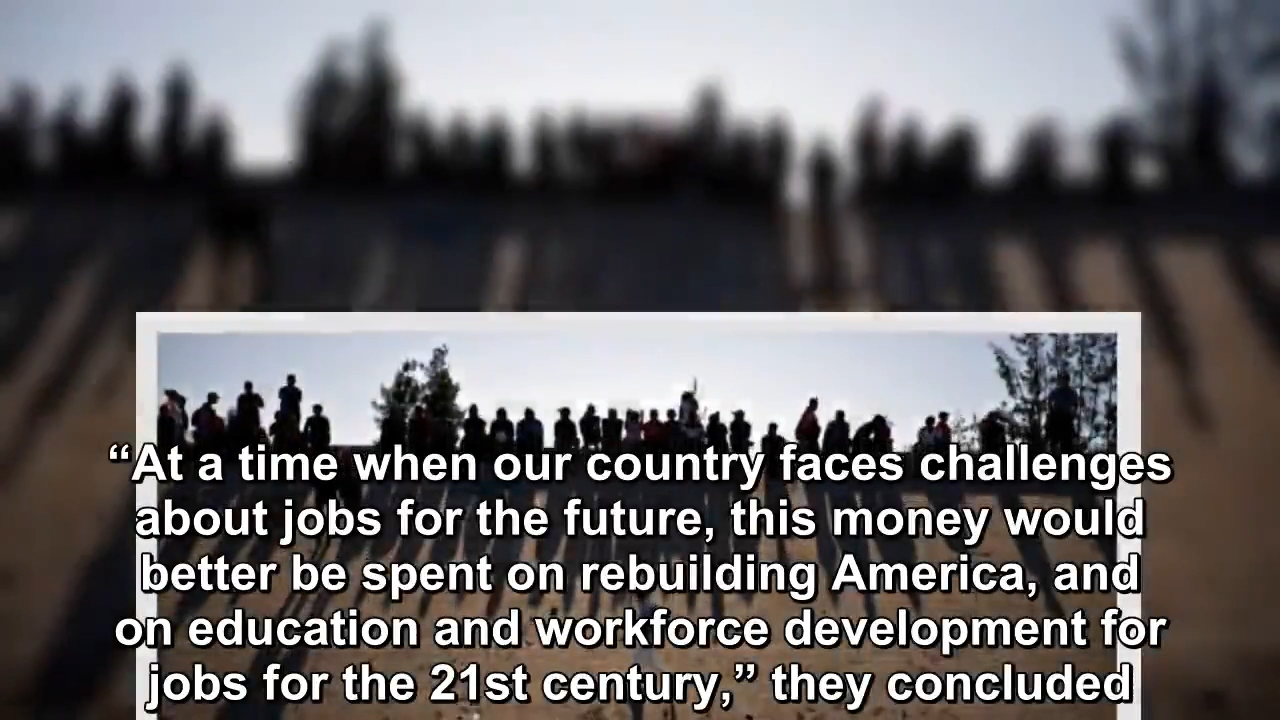 “At a time when our country faces challenges
about jobs for the future, this money would
better be spent on rebuilding America, and
on education and workforce development for
jobs for the 21st century,” they concluded